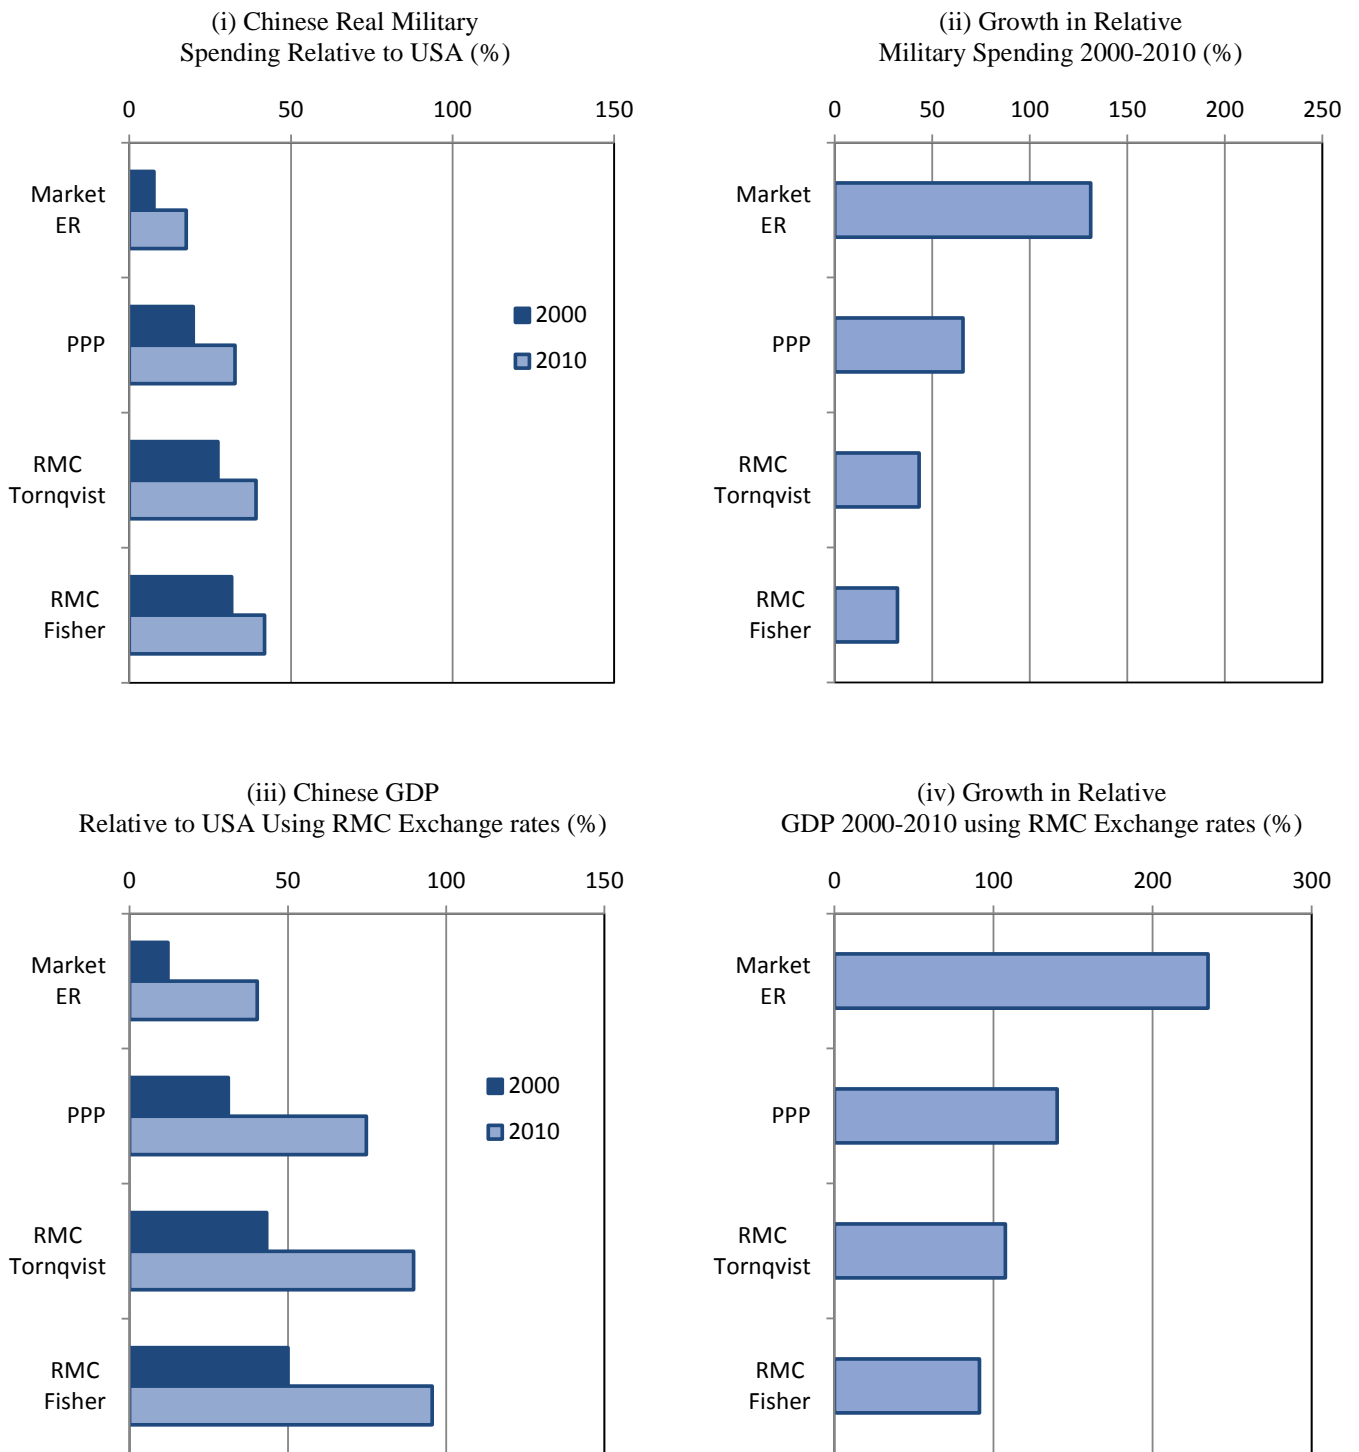 (i) Chinese Real Military
Spending Relative to USA (%)
0 50 100 150
Market
ER
PPP
RMC
Tornqvist
RMC
Fisher
2000
2010
(ii) Growth in Relative
Military Spending 2000-2010 (%)
0 50 100 150 200 250
Market
ER
PPP
RMC
Tornqvist
RMC
Fisher
(iii) Chinese GDP
Relative to USA Using RMC Exchange rates (%)
0 50 100 150
Market
ER
PPP
RMC
Tornqvist
RMC
Fisher
2000
2010
(iv) Growth in Relative
GDP 2000-2010 using RMC Exchange rates (%)
0 100 200 300
Market
ER
PPP
RMC
Tornqvist
RMC
Fisher